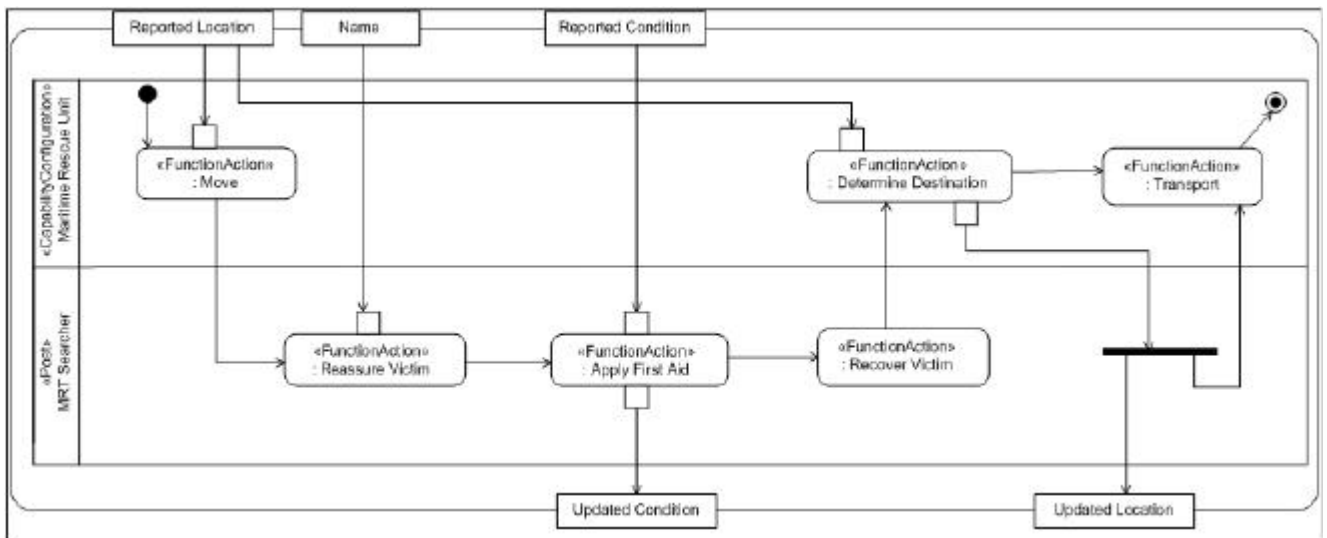 Reported Location
Name
Reported Condition
«CapabilityConfiguration»
Maritime Rescue Unit
«FunctionAction»
: Move
«FunctionAction»
: Determine Destination
«FunctionAction»
: Transport
«Post»
MRT Searcher
«FunctionAction»
: Reassure Victim
«FunctionAction»
: Apply First Aid
«FunctionAction»
: Recover Victim
Updated Condition
Updated Location